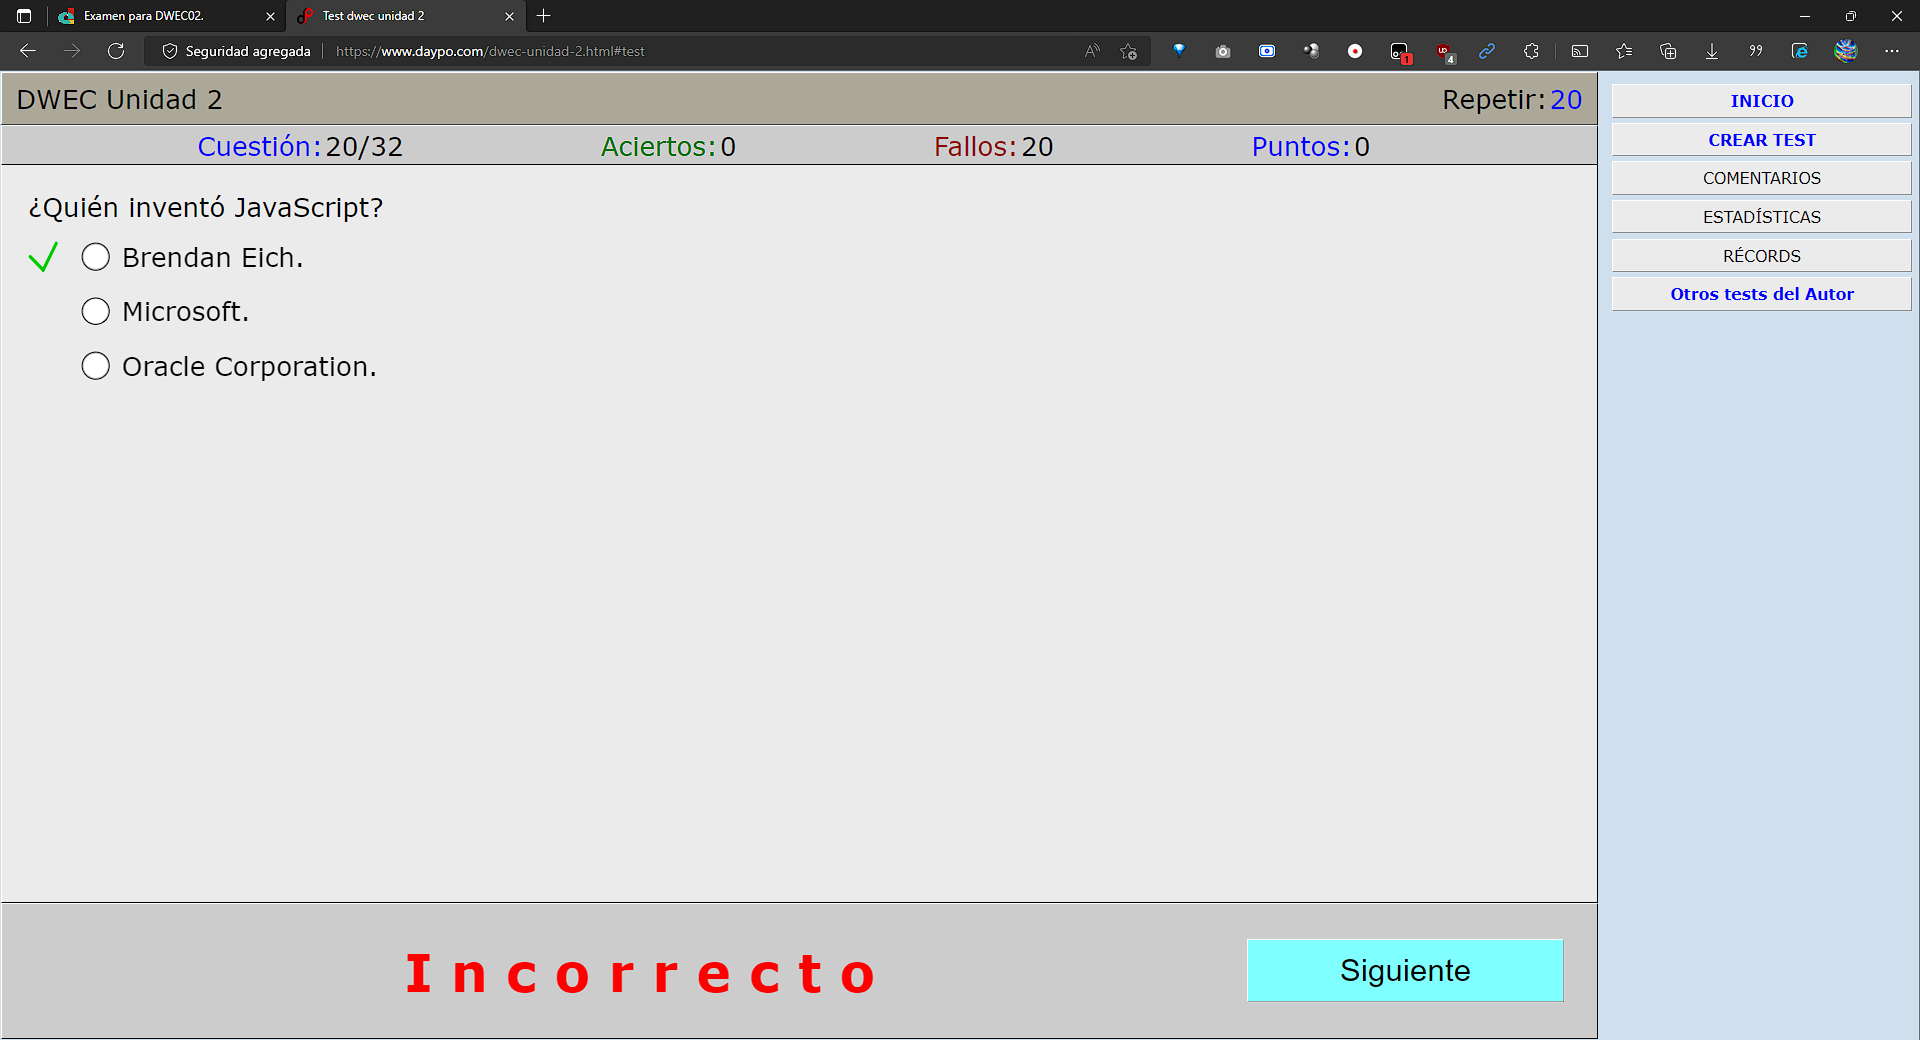 Examen para DWEC02.
Test dwec unidad 2
Seguridad agregada
https://www.daypo.com/dwec-unidad-2.html#test
1
4
DWEC Unidad 2
Repetir:20
Cuestión:20/32
Aciertos:0
Fallos:20
Puntos:0
¿Quién inventó JavaScript?
Brendan Eich.
Microsoft.
Oracle Corporation.
Incorrecto
Siguiente
INICIO
CREAR TEST
COMENTARIOS
ESTADÍSTICAS
RÉCORDS
Otros tests del Autor